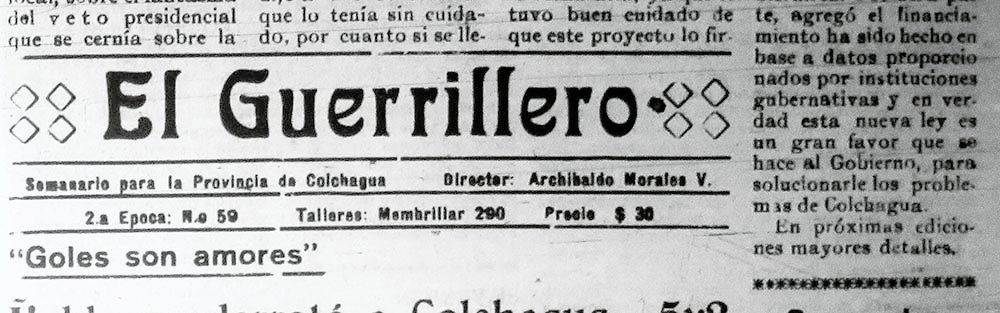 del veto presidencial
que se cernía sobre la
que lo tenía sin cuida-
do, por cuanto si se lle-
tuvo buen cuidado de
que este proyecto lo fir-
El Guerrillero
Semanario para la Provincia de Colchagua Director: Archibaldo Morales V.
2.a Epoca: N.o 59 Talleres: Membrillar 290 Precio $ 30
"Goles son amores"
Colchagua 5x2
te, agregó el financia-
miento ha sido hecho en
base a datos proporcio
nados por instituciones
gubernativas y en ver-
dad esta nueva ley es
un gran favor que se
hace al Gobierno, para
solucionarle los proble-
mas de Colchagua.
En próximas edicio-
nes mayores detalles.